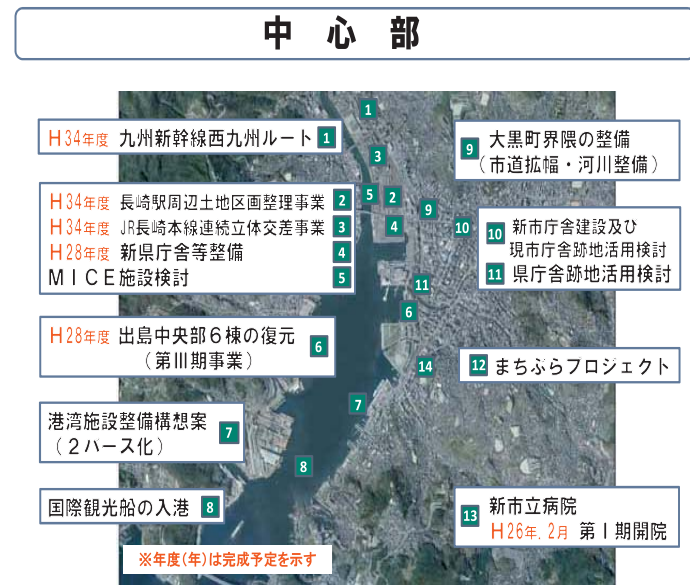 中心部
H34年度 九州新幹線西九州ルート 1
H34年度 長崎駅周辺土地区画整理事業 2
H34年度 JR長崎本線連続立体交差事業 3
H28年度 新県庁舎等整備 4
MICE施設検討 5
H28年度 出島中央部6棟の復元 6
(第Ⅲ期事業)
港湾施設整備構想案 7
(2バース化)
国際観光船の入港 8
※年度(年)は完成予定を示す
9 大黒町界隈の整備
(市道拡幅・河川整備)
10 新市庁舎建設及び
現市庁舎跡地活用検討
11 県庁舎跡地活用検討
12 まちぶらプロジェクト
13 新市立病院
H26年.2月 第Ⅰ期開院
1
3
5 2
9
4
10
11
6
14
7
8